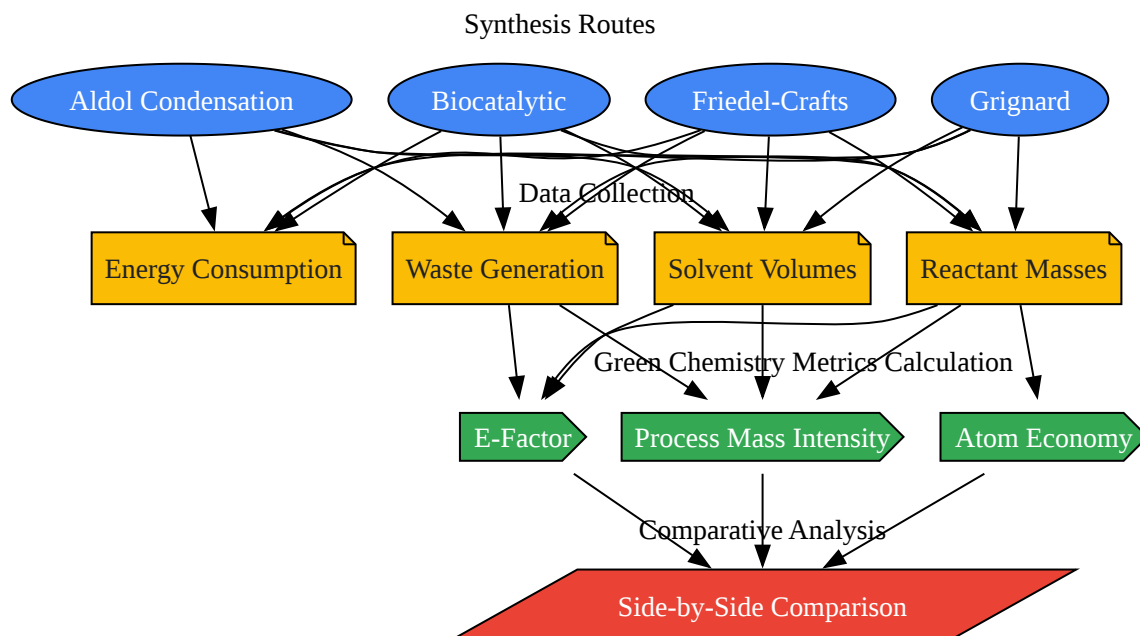 Synthesis Routes
Aldol Condensation
Biocatalytic
Friedel-Crafts
Grignard
Data Collection
Energy Consumption
Waste Generation
Solvent Volumes
Reactant Masses
Green Chemistry Metrics Calculation
E-Factor
Process Mass Intensity
Atom Economy
Comparative Analysis
Side-by-Side Comparison